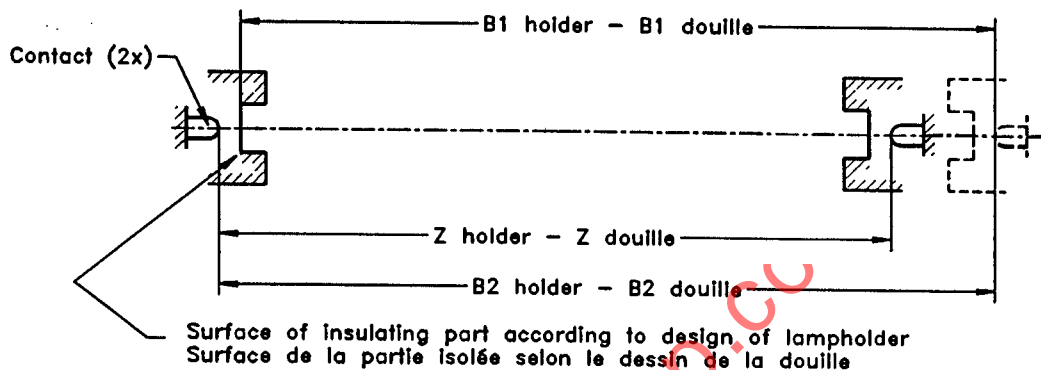 B1 holder – B1 douille
Contact (2x)
Z holder – Z douille
B2 holder – B2 douille
Surface of insulating part according to design of lampholder
Surface de la partie isolée selon le dessin de la douille